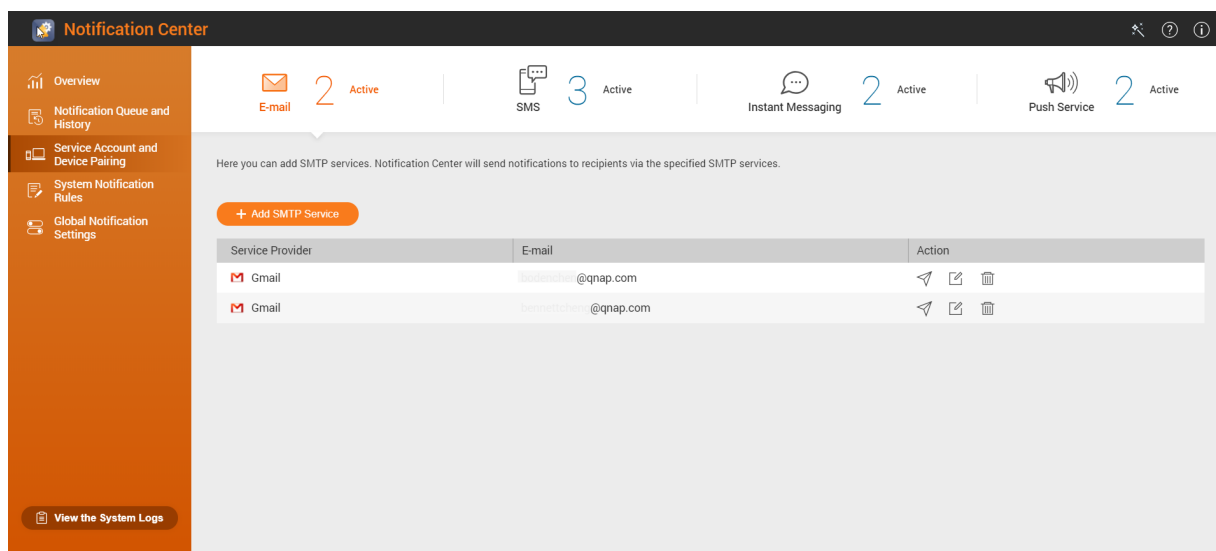 Notification Center
Overview
Notification Queue and
History
Service Account and
Device Pairing
System Notification
Rules
Global Notification
Settings
View the System Logs
E-mail 2 Active
SMS 3 Active
Instant Messaging 2 Active
Push Service 2 Active
Here you can add SMTP services. Notification Center will send notifications to recipients via the specified SMTP services.
+ Add SMTP Service
Service Provider E-mail Action
Gmail @qnap.com
Gmail @qnap.com